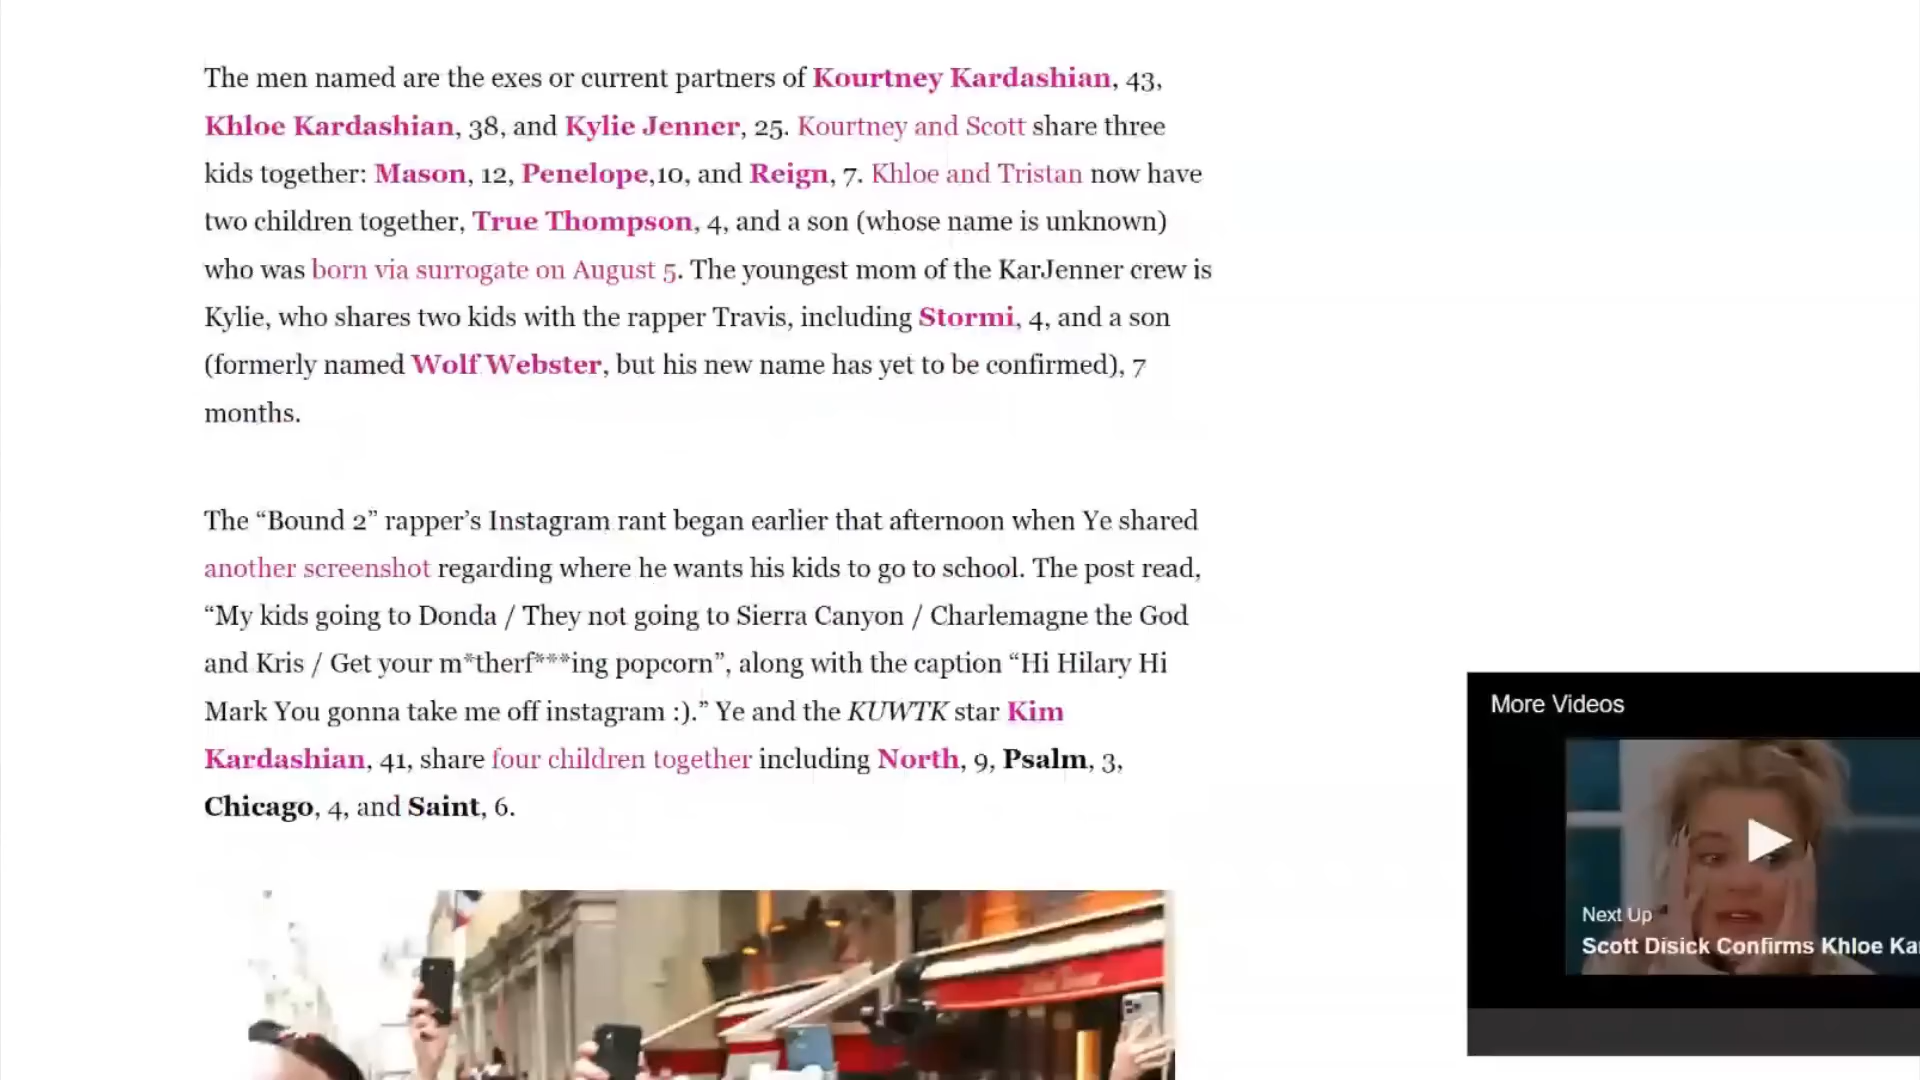 The men named are the exes or current partners of Kourtney Kardashian, 43,
Khloe Kardashian, 38, and Kylie Jenner, 25. Kourtney and Scott share three
kids together: Mason, 12, Penelope,10, and Reign, 7. Khloe and Tristan now have
two children together, True Thompson, 4, and a son (whose name is unknown)
who was born via surrogate on August 5. The youngest mom of the KarJenner crew is
Kylie, who shares two kids with the rapper Travis, including Stormi, 4, and a son
(formerly named Wolf Webster, but his new name has yet to be confirmed), 7
months.
The “Bound 2” rapper’s Instagram rant began earlier that afternoon when Ye shared
another screenshot regarding where he wants his kids to go to school. The post read,
“My kids going to Donda / They not going to Sierra Canyon / Charlemagne the God
and Kris / Get your m*therf***ing popcorn”, along with the caption “Hi Hilary Hi
Mark You gonna take me off instagram :).” Ye and the KUWTK star Kim
Kardashian, 41, share four children together including North, 9, Psalm, 3,
Chicago, 4, and Saint, 6.
More Videos
Next Up
Scott Disick Confirms Khloe Ka